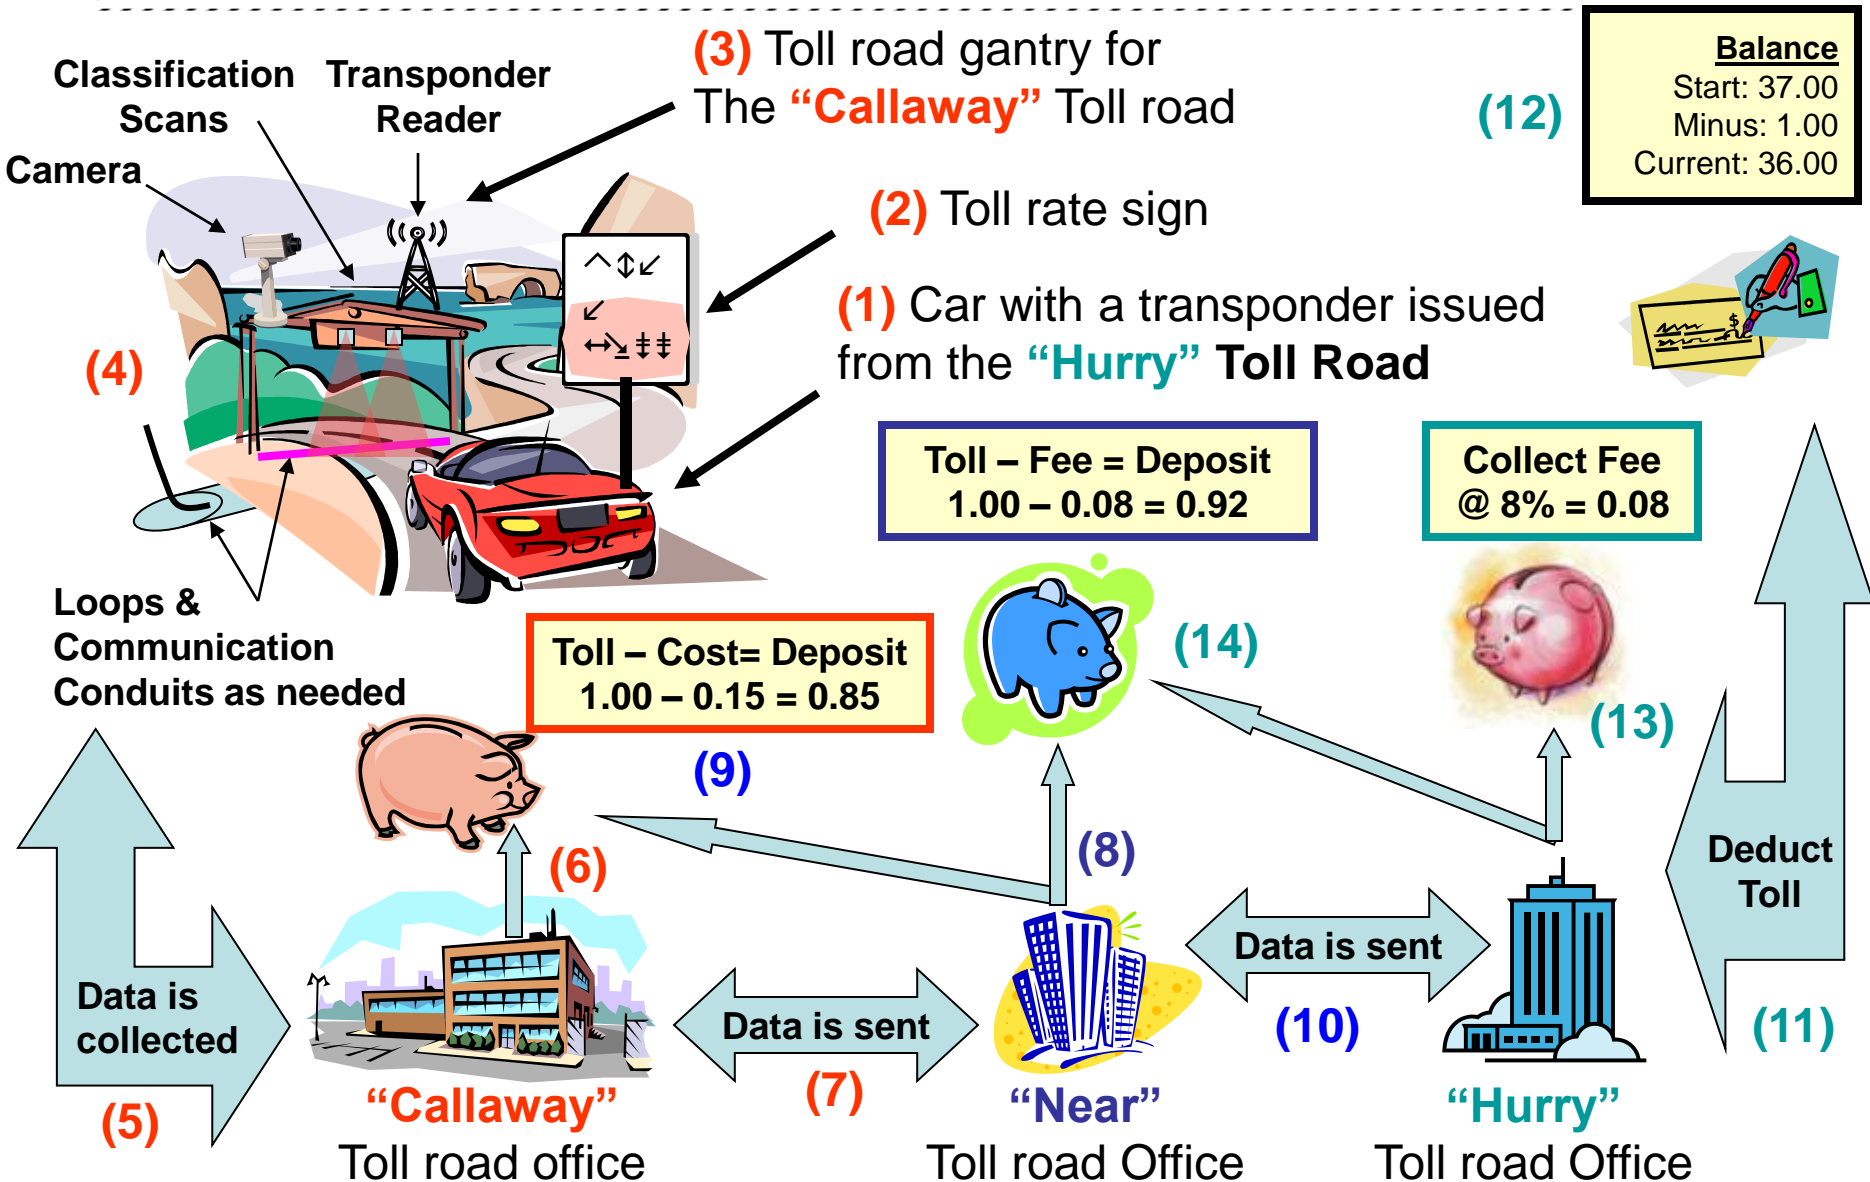 (3) Toll road gantry for
The “Callaway” Toll road
Classification
Scans
Transponder
Reader
Camera
(12)
Balance
Start: 37.00
Minus: 1.00
Current: 36.00
(2) Toll rate sign
(1) Car with a transponder issued
from the “Hurry” Toll Road
(4)
Loops &
Communication
Conduits as needed
Toll – Fee = Deposit
1.00 – 0.08 = 0.92
Collect Fee
@ 8% = 0.08
Toll – Cost= Deposit
1.00 – 0.15 = 0.85
(14)
(13)
(9)
(6)
(8)
Deduct
Toll
Data is
collected
Data is sent
Data is sent
(5)
(7)
(10)
(11)
“Callaway”
Toll road office
“Near”
Toll road Office
“Hurry”
Toll road Office